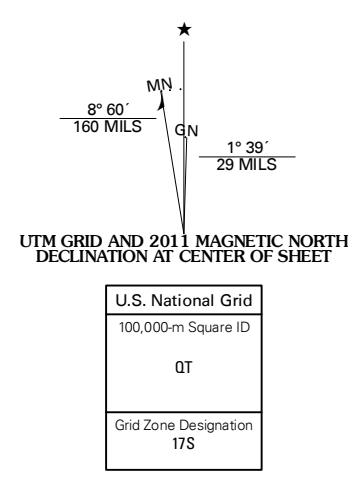 ★
MN
8° 60´
160 MILS
GN
1° 39´
29 MILS
UTM GRID AND 2011 MAGNETIC NORTH
DECLINATION AT CENTER OF SHEET
U.S. National Grid
100,000-m Square ID
QT
Grid Zone Designation
17S